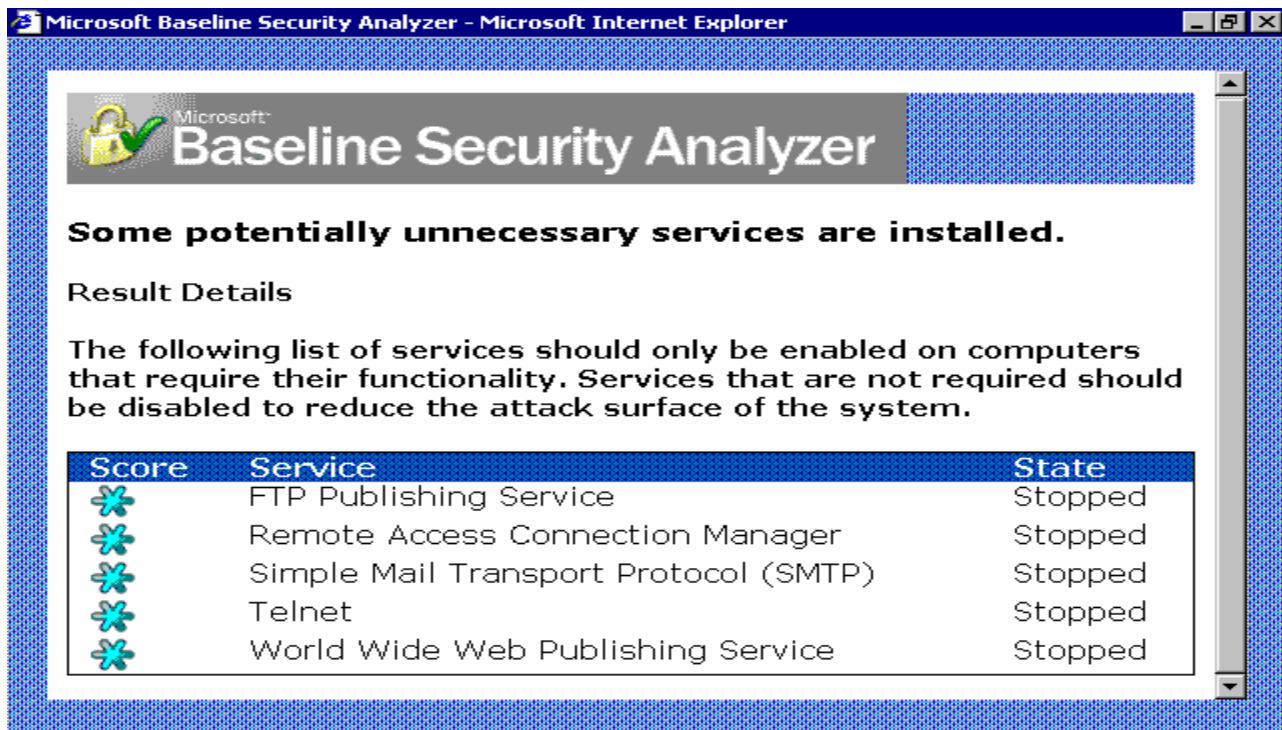 Microsoft Baseline Security Analyzer - Microsoft Internet Explorer
Microsoft
Baseline Security Analyzer
Some potentially unnecessary services are installed.
Result Details
The following list of services should only be enabled on computers
that require their functionality. Services that are not required should
be disabled to reduce the attack surface of the system.
Score Service State
FTP Publishing Service Stopped
Remote Access Connection Manager Stopped
Simple Mail Transport Protocol (SMTP) Stopped
Telnet Stopped
World Wide Web Publishing Service Stopped